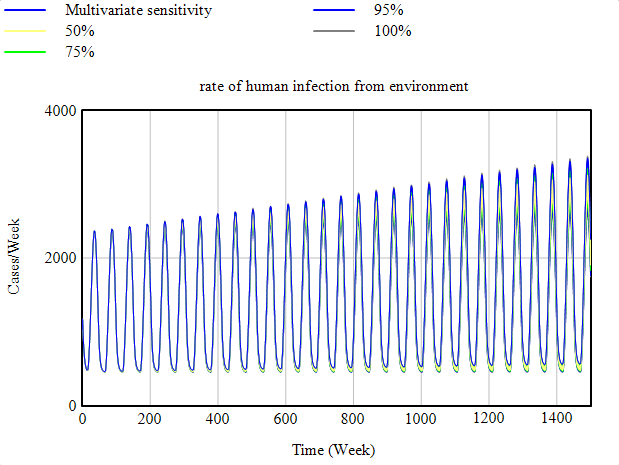 Multivariate sensitivity 95%
50% 100%
75%
rate of human infection from environment
4000
2000
0
Cases/Week
0 200 400 600 800 1000 1200 1400
Time (Week)